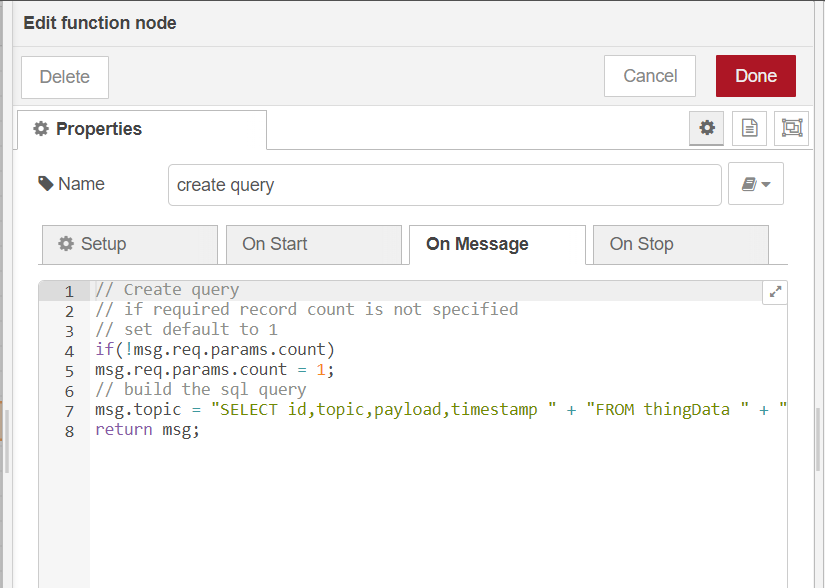 Edit function node
Delete
Cancel
Done
Properties
Name
create query
Setup
On Start
On Message
On Stop
1 // Create query
2 // if required record count is not specified
3 // set default to 1
4 if(!msg.req.params.count)
5 msg.req.params.count = 1;
6 // build the sql query
7 msg.topic = "SELECT id,topic,payload,timestamp " + "FROM thingData " + "
8 return msg;